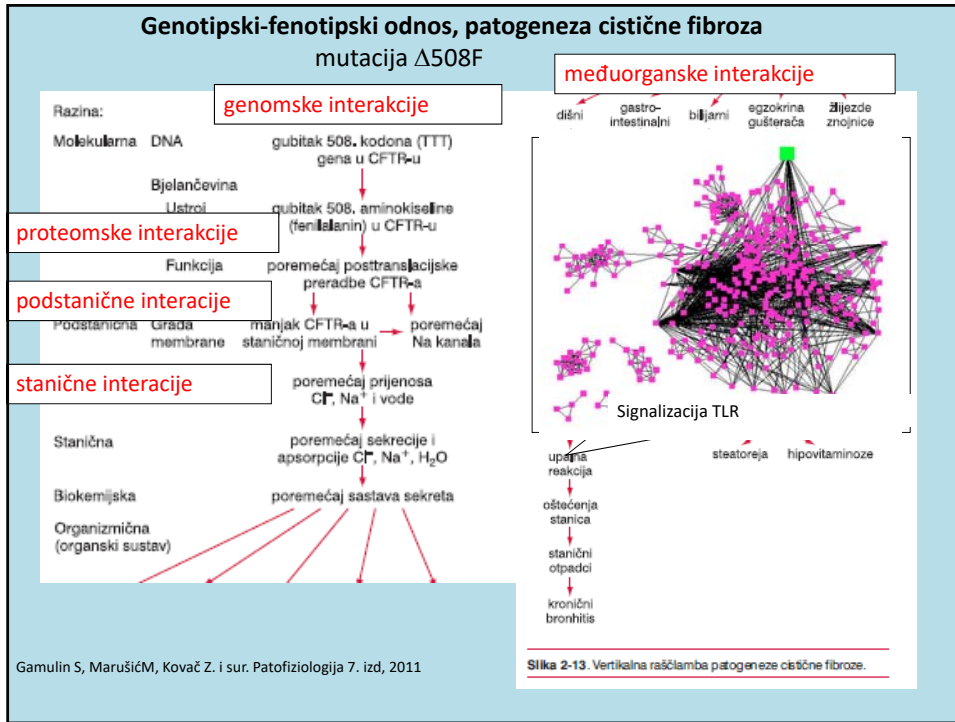 Genotipski-fenotipski odnos, patogeneza cistične fibroza
mutacija Δ508F
genomske interakcije
Razina:
Molekularna DNA gubitak 508. kodona (TTT)
gena u CFTR-u
Bjelančevina
Ustroj gubitak 508. aminokiseline
(fenilalanin) u CFTR-u
proteomske interakcije
Funkcija poremećaj posttranslacijske
preradbe CFTR-a
podstanične interacije
Podstanična Građa manjak CFTR-a u poremećaj
membrane staničnoj membrani Na kanala
stanične interacije
poremećaj prijenosa
Cl⁻, Na⁺ i vode
Stanična poremećaj sekrecije i
apsorpcije Cl⁻, Na⁺, H₂O
Biokemijska poremećaj sastava sekreta
Organizmična
(organski sustav)
međuorganske interakcije
dišni gastro-intestinalni bilijarni egzokrina gušterača žlijezde znojnice
Signalizacija TLR
upalna steatoreja hipovitaminoze
reakcija
oštećenja
stanica
stanični
otpadci
kronični
bronhitis
Slika 2-13. Vertikalna raščlamba patogeneze cistične fibroze.
Gamulin S, MarušićM, Kovač Z. i sur. Patofiziologija 7. izd, 2011